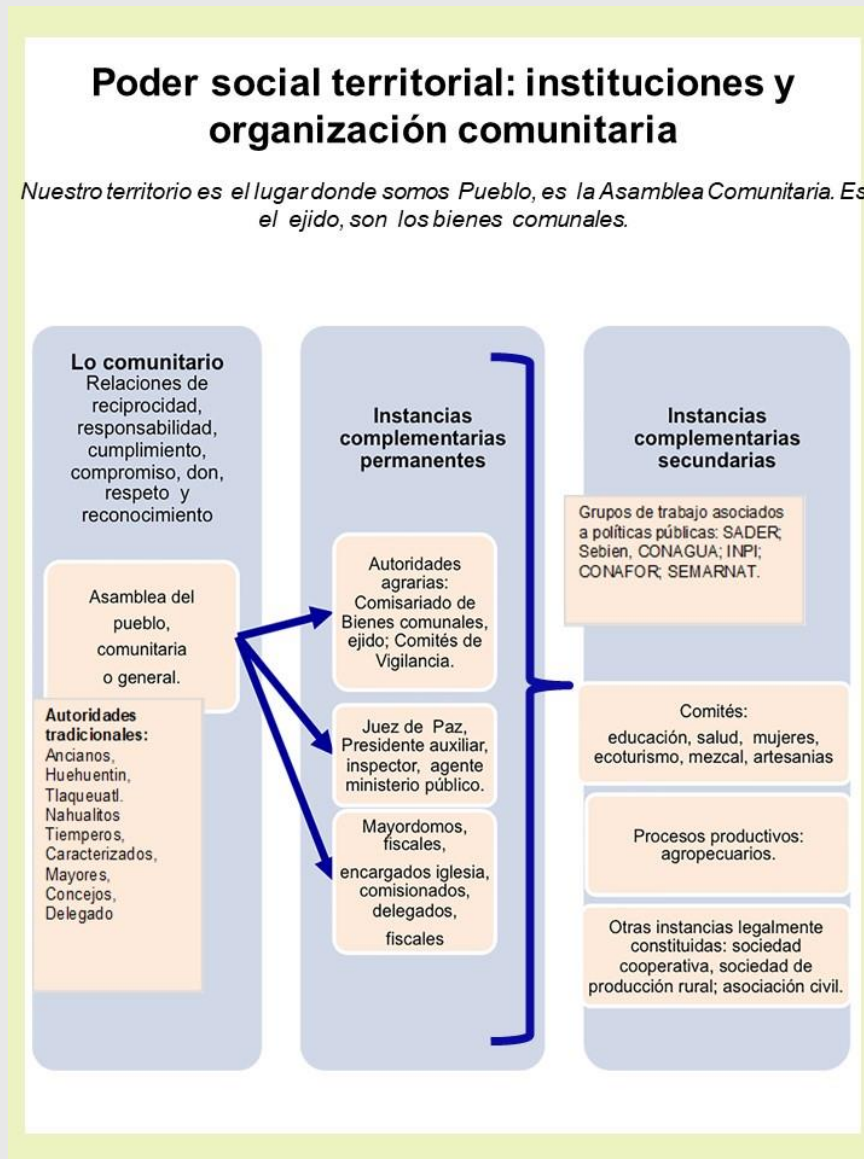 Poder social territorial: instituciones y
organización comunitaria
Nuestro territorio es el lugar donde somos Pueblo, es la Asamblea Comunitaria. Es
el ejido, son los bienes comunales.
Lo comunitario
Relaciones de
reciprocidad,
responsabilidad,
cumplimiento,
compromiso, don,
respeto y
reconocimiento
Asamblea del
pueblo,
comunitaria
o general.
Autoridades
tradicionales:
Ancianos,
Huehuentin,
Tlaqueuatl.
Nahualitos
Tiemperos,
Caracterizados,
Mayores,
Concejos,
Delegado
Instancias
complementarias
permanentes
Autoridades
agrarias:
Comisariado de
Bienes comunales,
ejido; Comités de
Vigilancia.
Juez de Paz,
Presidente auxiliar,
inspector, agente
ministerio público.
Mayordomos,
fiscales,
encargados iglesia,
comisionados,
delegados,
fiscales
Instancias
complementarias
secundarias
Grupos de trabajo asociados
a políticas públicas: SADER;
Sebien, CONAGUA; INPI;
CONAFOR; SEMARNAT.
Comités:
educación, salud, mujeres,
ecoturismo, mezcal, artesanias
Procesos productivos:
agropecuarios.
Otras instancias legalmente
constituidas: sociedad
cooperativa, sociedad de
producción rural; asociación civil.